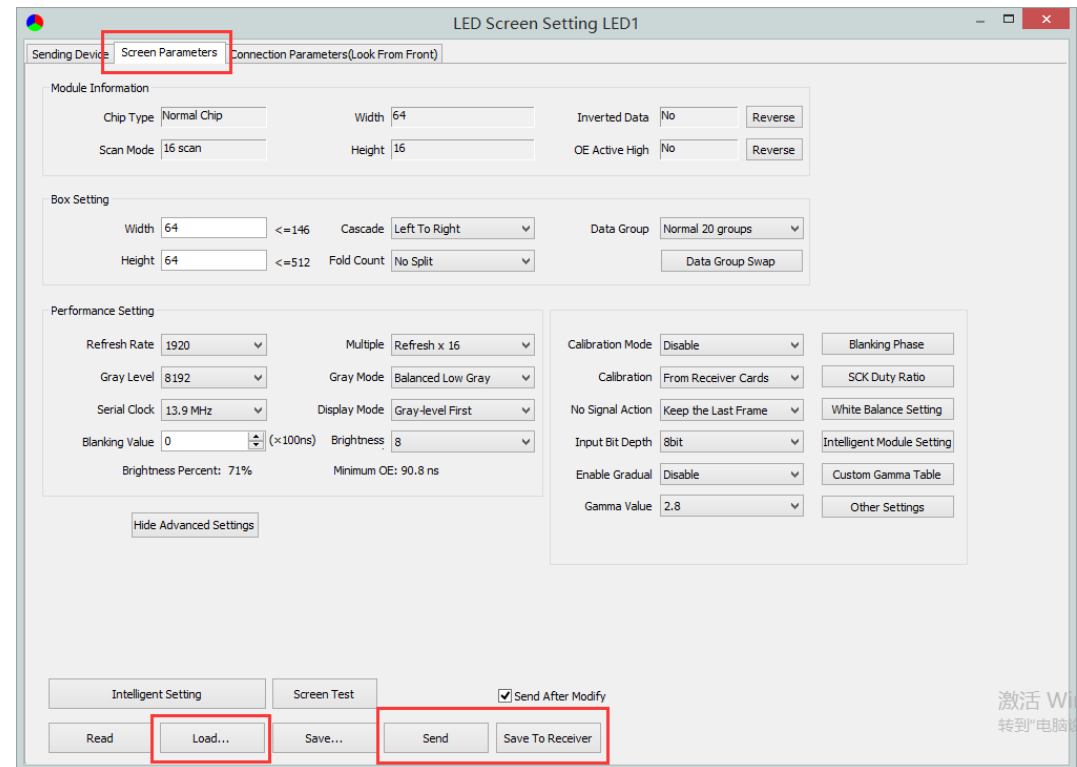 LED Screen Setting LED1
Sending Device Screen Parameters Connection Parameters(Look From Front)
Module Information
Chip Type Normal Chip Width 64 Inverted Data No Reverse
Scan Mode 16 scan Height 16 OE Active High No Reverse
Box Setting
Width 64 <=146 Cascade Left To Right Data Group Normal 20 groups
Height 64 <=512 Fold Count No Split Data Group Swap
Performance Setting
Refresh Rate 1920 Multiple Refresh x 16 Calibration Mode Disable Blanking Phase
Gray Level 8192 Gray Mode Balanced Low Gray Calibration From Receiver Cards SCK Duty Ratio
Serial Clock 13.9 MHz Display Mode Gray-level First No Signal Action Keep the Last Frame White Balance Setting
Blanking Value 0 (×100ns) Brightness 8 Input Bit Depth 8bit Intelligent Module Setting
Brightness Percent: 71% Minimum OE: 90.8 ns Enable Gradual Disable Custom Gamma Table
Gamma Value 2.8 Other Settings
Hide Advanced Settings
Intelligent Setting Screen Test Send After Modify
激活 Wi
Read Load... Save... Send Save To Receiver
转到"电脑